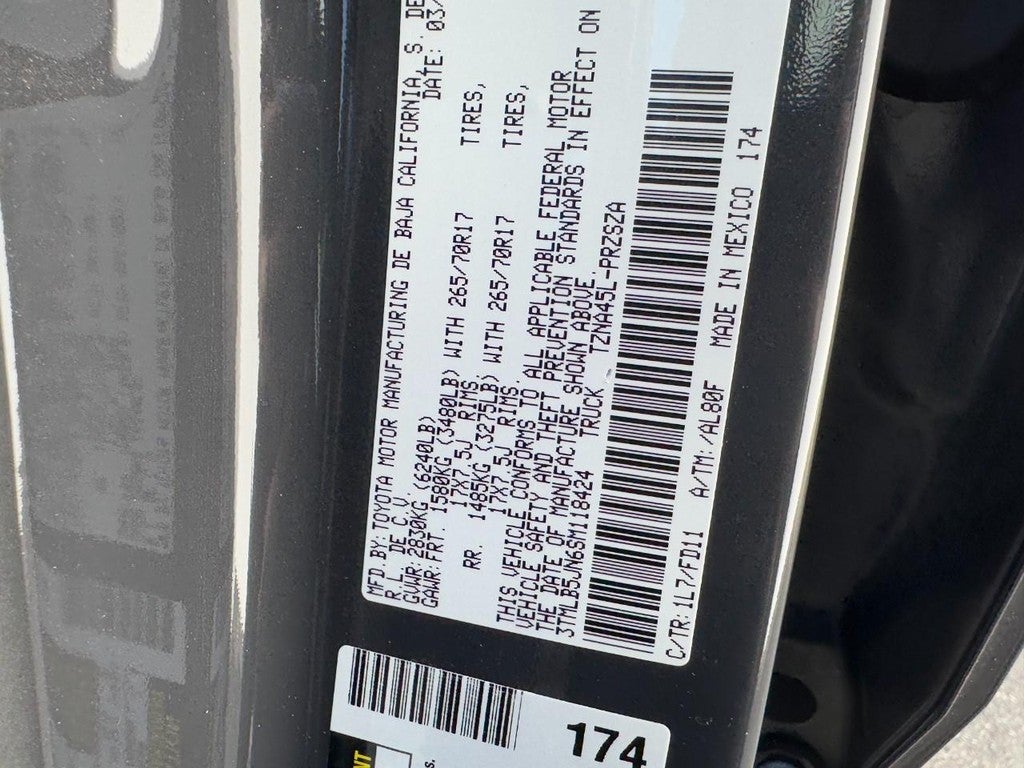 MFD.BY:TOYOTA MOTOR MANUFACTURING DE BAJA CALIFORNIA, S. DE
R.L. DE C.V. DATE: 03/
GVWR:2830KG (6240LB)
GAWR:FRT. 1580KG (3480LB) WITH 265/70R17 TIRES,
17X7.5J RIMS
RR. 1485KG (3275LB) WITH 265/70R17 TIRES,
17X7.5J RIMS.
THIS VEHICLE CONFORMS TO ALL APPLICABLE FEDERAL MOTOR
VEHICLE SAFETY AND THEFT PREVENTION STANDARDS IN EFFECT ON
THE DATE OF MANUFACTURE SHOWN ABOVE.
3TMLB5JN6SM118424 TRUCK TZNA45L-PRZSZA
C/TR:1L7/FD11 A/TM: /AL80F MADE IN MEXICO 174
174